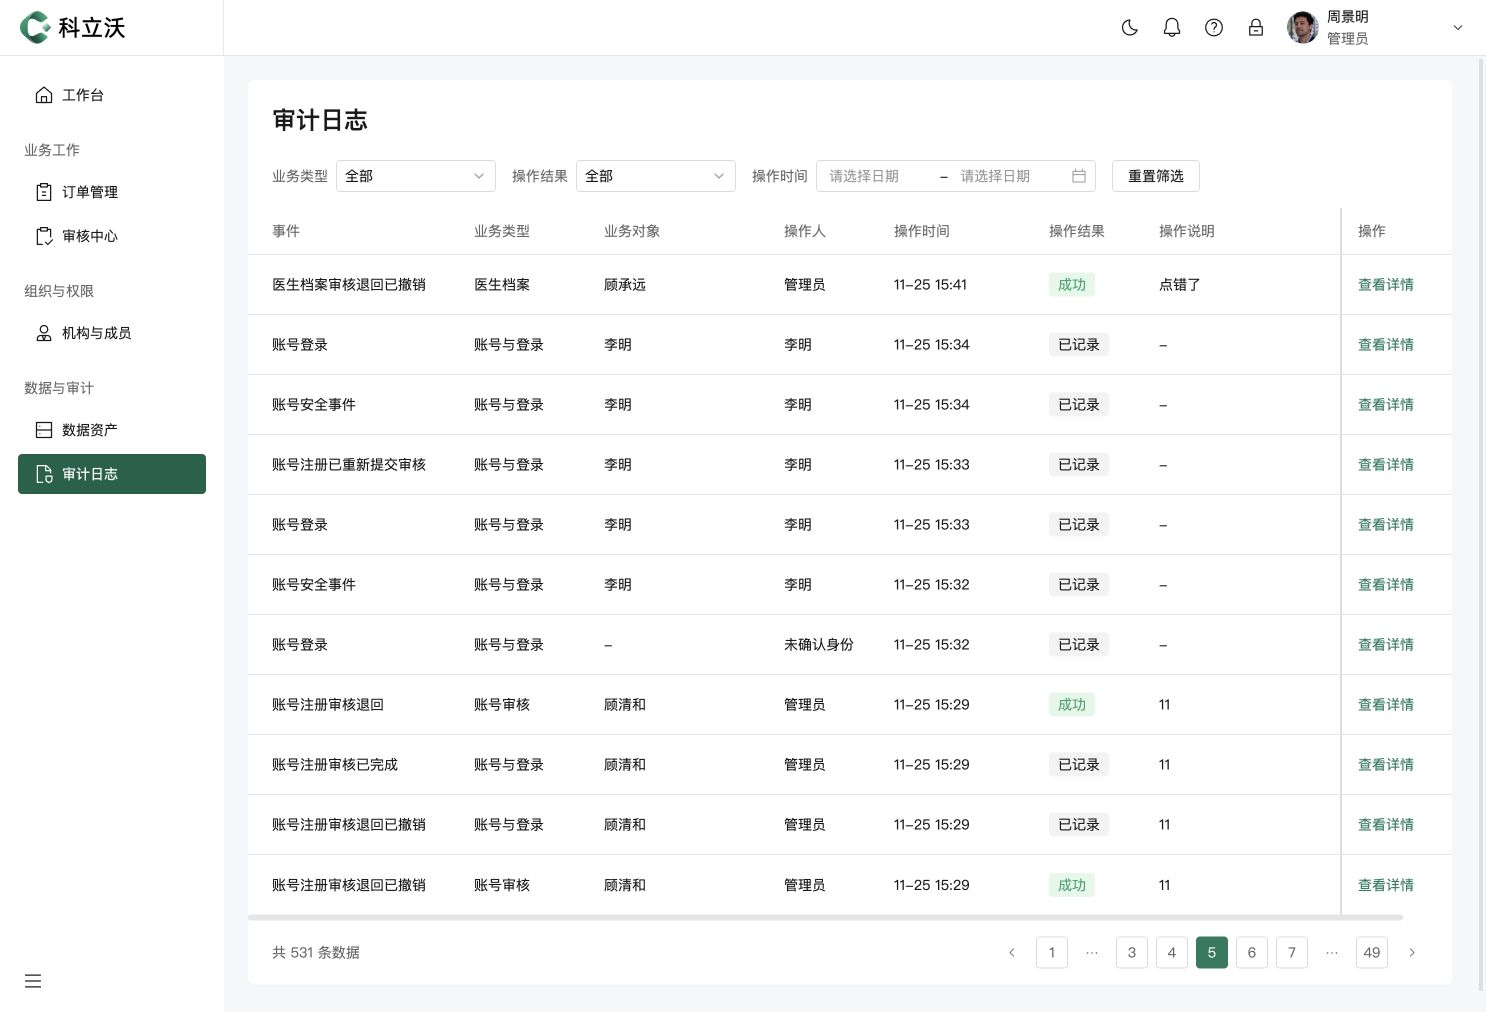 科立沃
周景明
管理员
工作台
业务工作
订单管理
审核中心
组织与权限
机构与成员
数据与审计
数据资产
审计日志
审计日志
业务类型 全部 操作结果 全部 操作时间 请选择日期 – 请选择日期 重置筛选
事件 业务类型 业务对象 操作人 操作时间 操作结果 操作说明 操作
医生档案审核退回已撤销 医生档案 顾承远 管理员 11-25 15:41 成功 点错了 查看详情
账号登录 账号与登录 李明 李明 11-25 15:34 已记录 – 查看详情
账号安全事件 账号与登录 李明 李明 11-25 15:34 已记录 – 查看详情
账号注册已重新提交审核 账号与登录 李明 李明 11-25 15:33 已记录 – 查看详情
账号登录 账号与登录 李明 李明 11-25 15:33 已记录 – 查看详情
账号安全事件 账号与登录 李明 李明 11-25 15:32 已记录 – 查看详情
账号登录 账号与登录 – 未确认身份 11-25 15:32 已记录 – 查看详情
账号注册审核退回 账号审核 顾清和 管理员 11-25 15:29 成功 11 查看详情
账号注册审核已完成 账号与登录 顾清和 管理员 11-25 15:29 已记录 11 查看详情
账号注册审核退回已撤销 账号与登录 顾清和 管理员 11-25 15:29 已记录 11 查看详情
账号注册审核退回已撤销 账号审核 顾清和 管理员 11-25 15:29 成功 11 查看详情
共 531 条数据 1 ··· 3 4 5 6 7 ··· 49